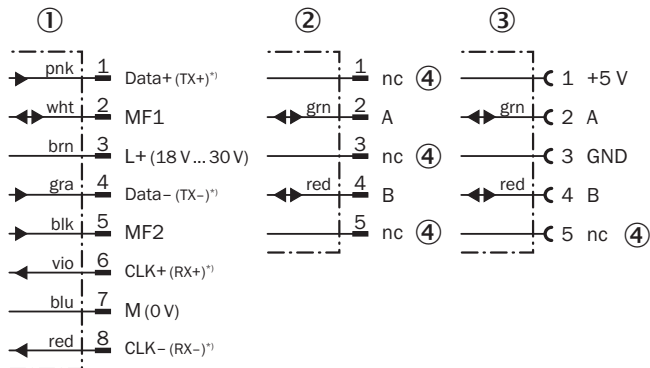 ① ② ③
pnk 1 Data+ (TX+)*)
wht 2 MF1
brn 3 L+ (18 V ... 30 V)
gra 4 Data– (TX–)*)
blk 5 MF2
vio 6 CLK+ (RX+)*)
blu 7 M (0 V)
red 8 CLK– (RX–)*)
1 nc ④
grn 2 A
3 nc ④
red 4 B
5 nc ④
1 +5 V
grn 2 A
3 GND
red 4 B
5 nc ④